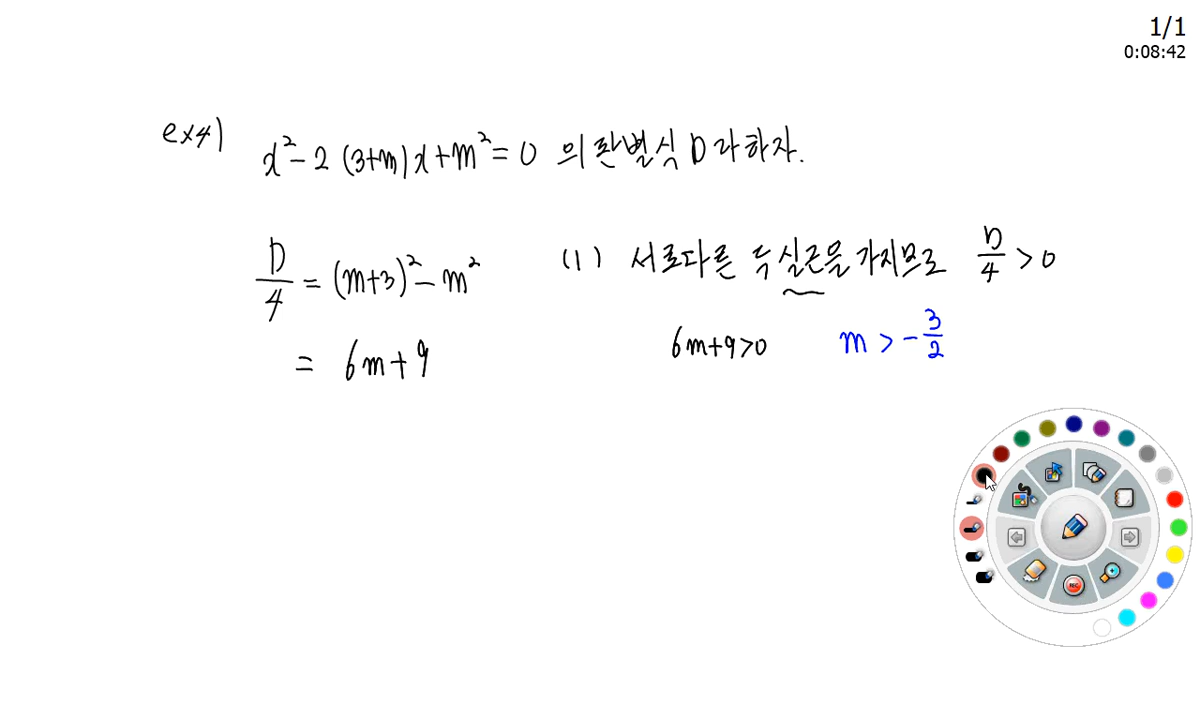 1/1
0:08:42
ex4) x²-2(3+m)x+m²=0 의 판별식 D라하자.
D/4 = (m+3)²-m²
= 6m+9
(1) 서로다른 두실근을 가지므로 D/4 > 0
6m+9>0 m > -3/2
REC